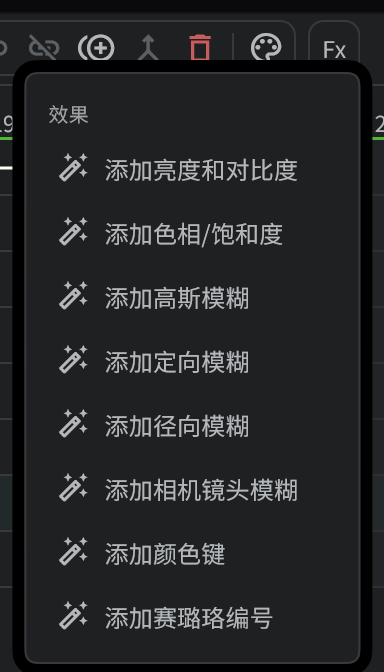 Fx
效果
添加亮度和对比度
添加色相/饱和度
添加高斯模糊
添加定向模糊
添加径向模糊
添加相机镜头模糊
添加颜色键
添加赛璐珞编号